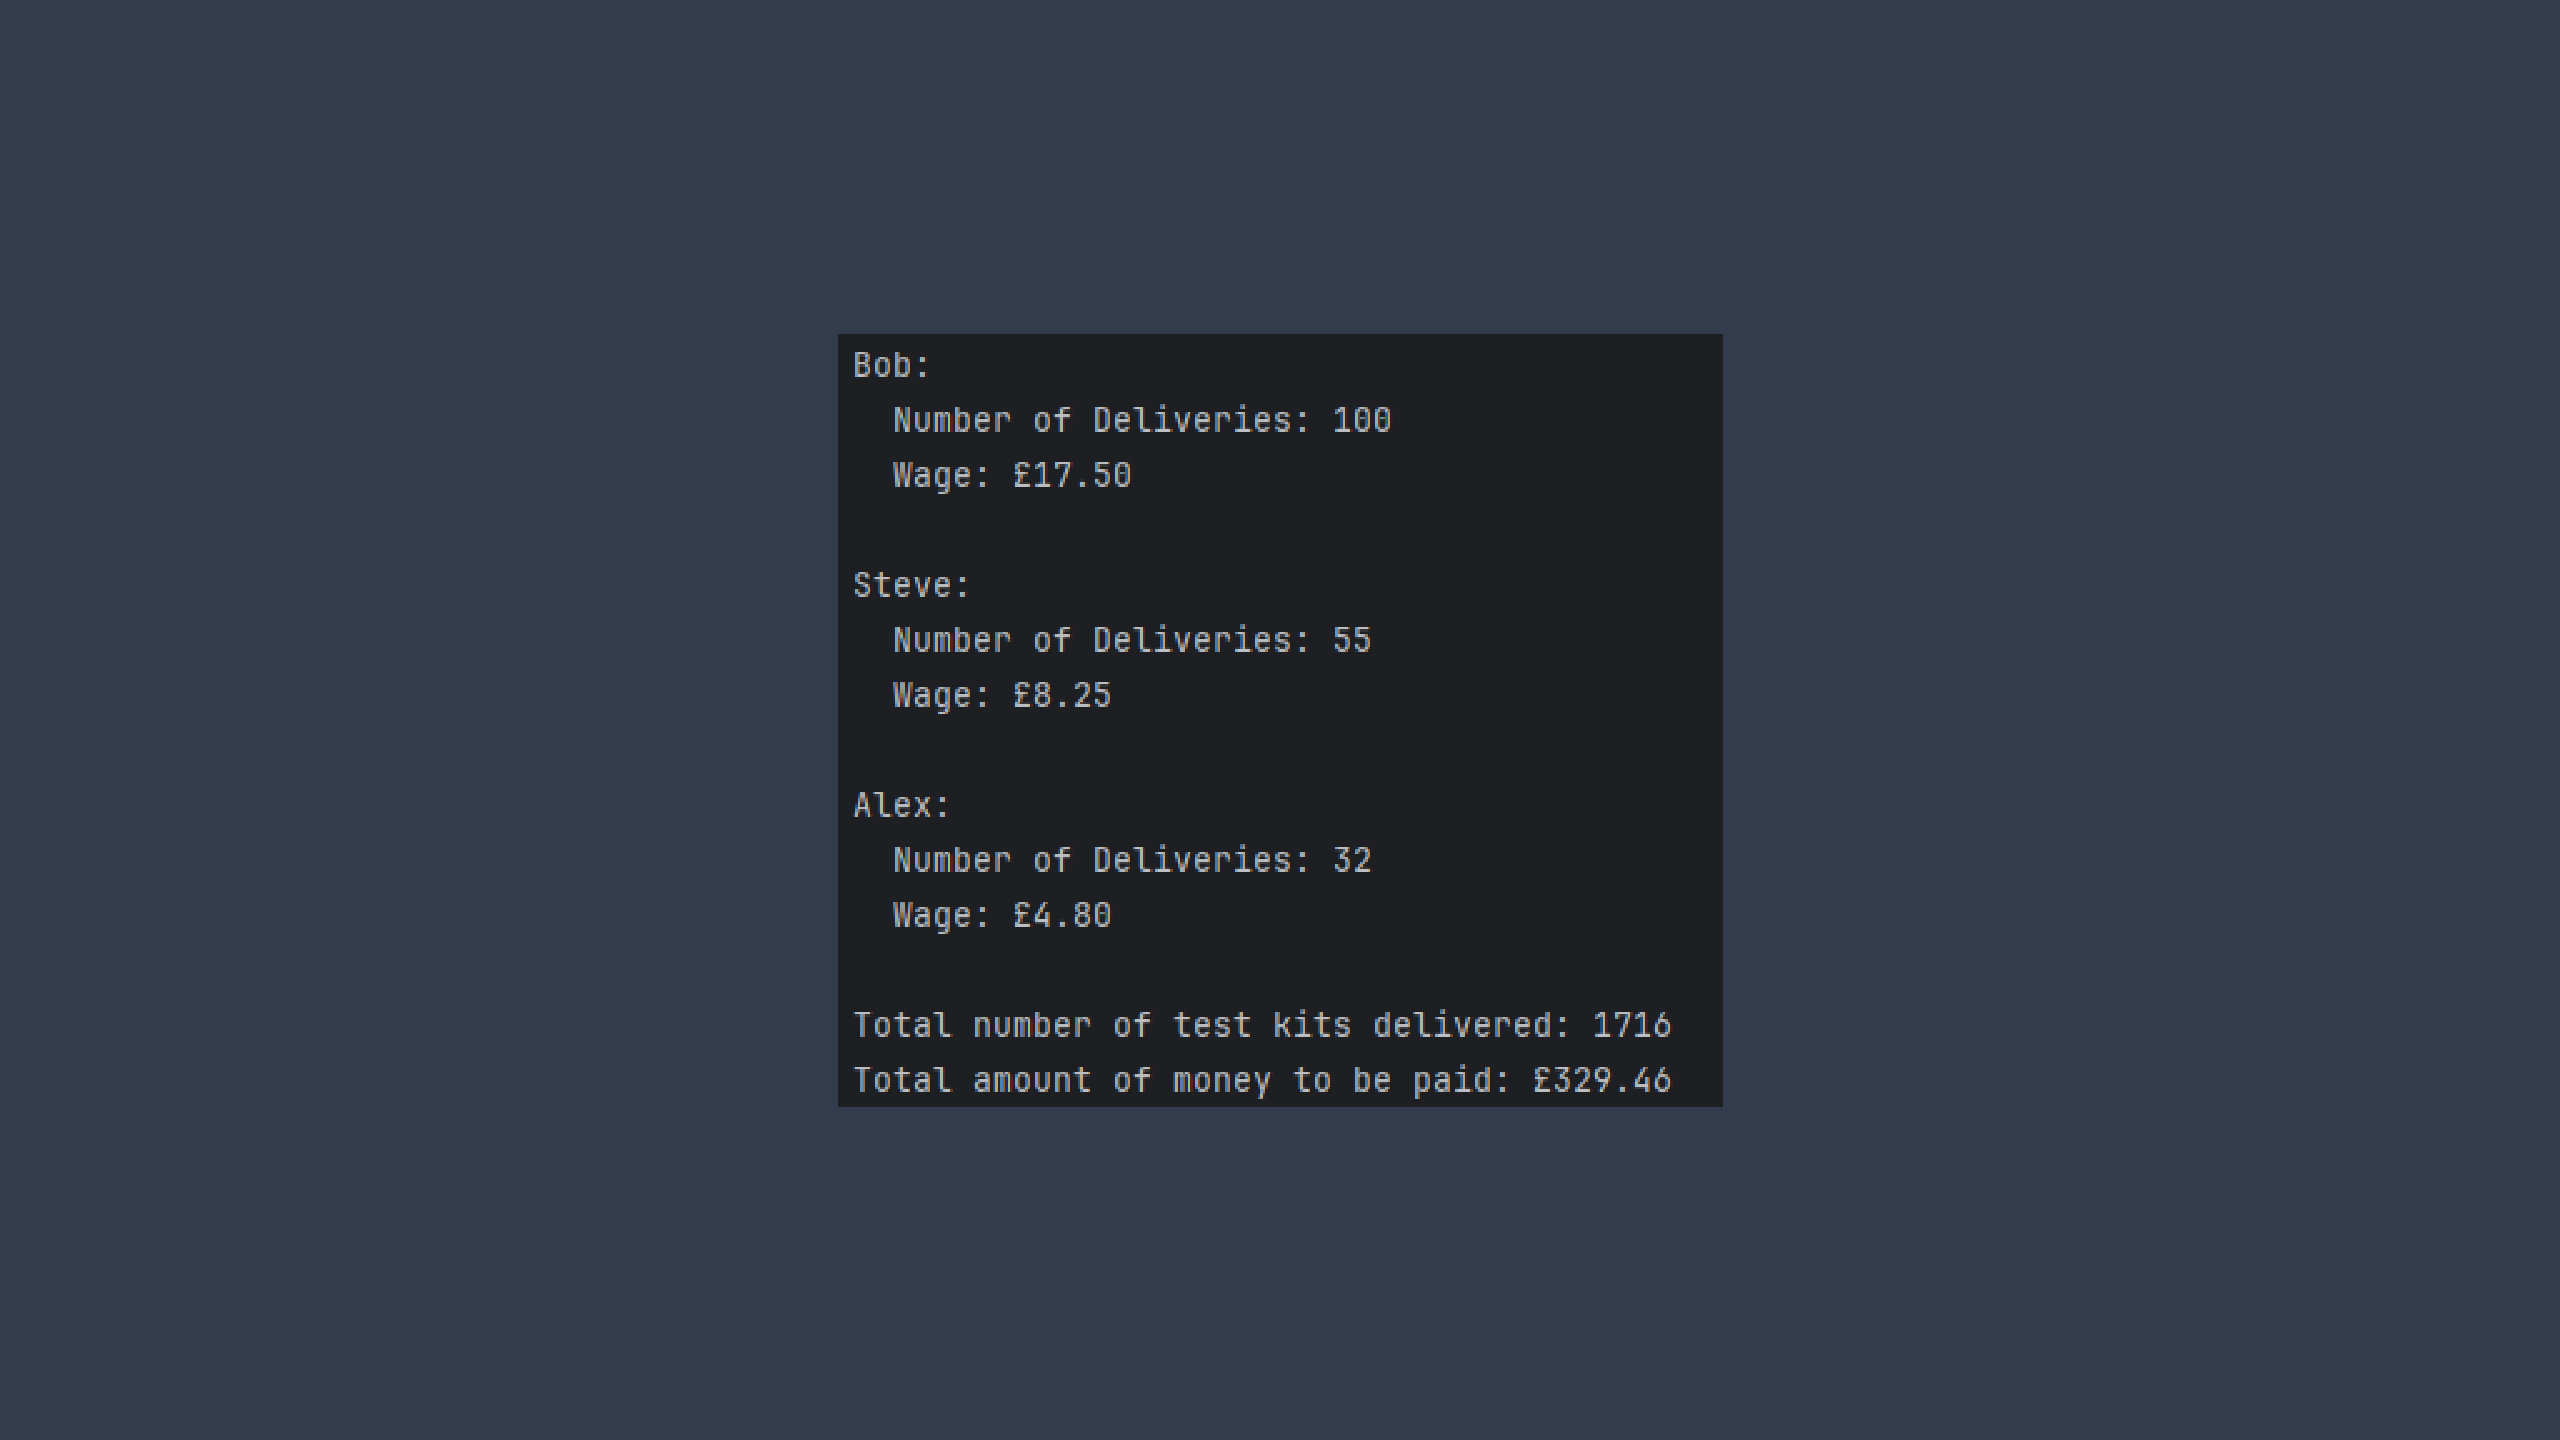 Bob:
  Number of Deliveries: 100
  Wage: £17.50

Steve:
  Number of Deliveries: 55
  Wage: £8.25

Alex:
  Number of Deliveries: 32
  Wage: £4.80

Total number of test kits delivered: 1716
Total amount of money to be paid: £329.46